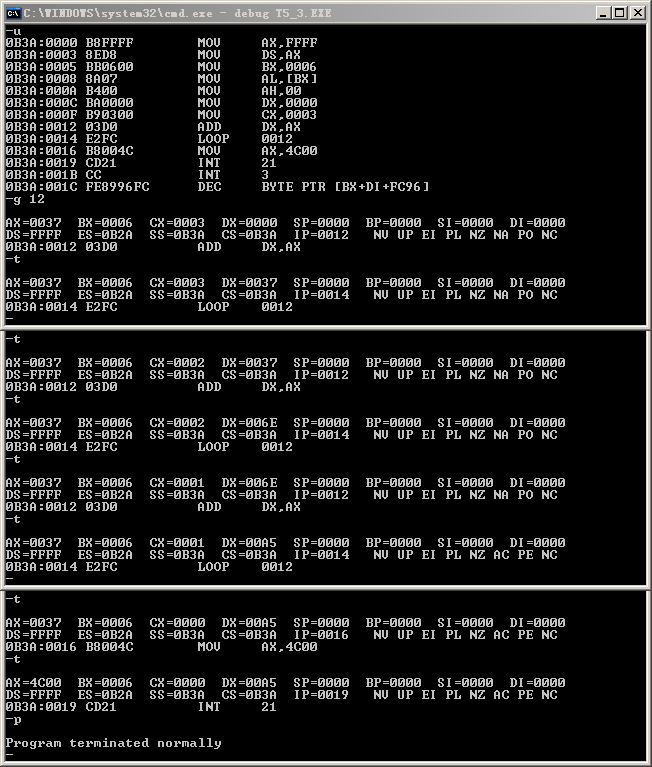 C:\WINDOWS\system32\cmd.exe - debug T5_3.EXE
-u
0B3A:0000 B8FFFF        MOV     AX,FFFF
0B3A:0003 8ED8          MOV     DS,AX
0B3A:0005 BB0600        MOV     BX,0006
0B3A:0008 8A07          MOV     AL,[BX]
0B3A:000A B400          MOV     AH,00
0B3A:000C BA0000        MOV     DX,0000
0B3A:000F B90300        MOV     CX,0003
0B3A:0012 03D0          ADD     DX,AX
0B3A:0014 E2FC          LOOP    0012
0B3A:0016 B8004C        MOV     AX,4C00
0B3A:0019 CD21          INT     21
0B3A:001B CC            INT     3
0B3A:001C FE8996FC      DEC     BYTE PTR [BX+DI+FC96]
-g 12
AX=0037  BX=0006  CX=0003  DX=0000  SP=0000  BP=0000  SI=0000  DI=0000
DS=FFFF  ES=0B2A  SS=0B3A  CS=0B3A  IP=0012   NV UP EI PL NZ NA PO NC
0B3A:0012 03D0          ADD     DX,AX
-t
AX=0037  BX=0006  CX=0003  DX=0037  SP=0000  BP=0000  SI=0000  DI=0000
DS=FFFF  ES=0B2A  SS=0B3A  CS=0B3A  IP=0014   NV UP EI PL NZ NA PO NC
0B3A:0014 E2FC          LOOP    0012
-
-t
AX=0037  BX=0006  CX=0002  DX=0037  SP=0000  BP=0000  SI=0000  DI=0000
DS=FFFF  ES=0B2A  SS=0B3A  CS=0B3A  IP=0012   NV UP EI PL NZ NA PO NC
0B3A:0012 03D0          ADD     DX,AX
-t
AX=0037  BX=0006  CX=0002  DX=006E  SP=0000  BP=0000  SI=0000  DI=0000
DS=FFFF  ES=0B2A  SS=0B3A  CS=0B3A  IP=0014   NV UP EI PL NZ NA PO NC
0B3A:0014 E2FC          LOOP    0012
-t
AX=0037  BX=0006  CX=0001  DX=006E  SP=0000  BP=0000  SI=0000  DI=0000
DS=FFFF  ES=0B2A  SS=0B3A  CS=0B3A  IP=0012   NV UP EI PL NZ NA PO NC
0B3A:0012 03D0          ADD     DX,AX
-t
AX=0037  BX=0006  CX=0001  DX=00A5  SP=0000  BP=0000  SI=0000  DI=0000
DS=FFFF  ES=0B2A  SS=0B3A  CS=0B3A  IP=0014   NV UP EI PL NZ AC PE NC
0B3A:0014 E2FC          LOOP    0012
-
-t
AX=0037  BX=0006  CX=0000  DX=00A5  SP=0000  BP=0000  SI=0000  DI=0000
DS=FFFF  ES=0B2A  SS=0B3A  CS=0B3A  IP=0016   NV UP EI PL NZ AC PE NC
0B3A:0016 B8004C        MOV     AX,4C00
-t
AX=4C00  BX=0006  CX=0000  DX=00A5  SP=0000  BP=0000  SI=0000  DI=0000
DS=FFFF  ES=0B2A  SS=0B3A  CS=0B3A  IP=0019   NV UP EI PL NZ AC PE NC
0B3A:0019 CD21          INT     21
-p
Program terminated normally
-